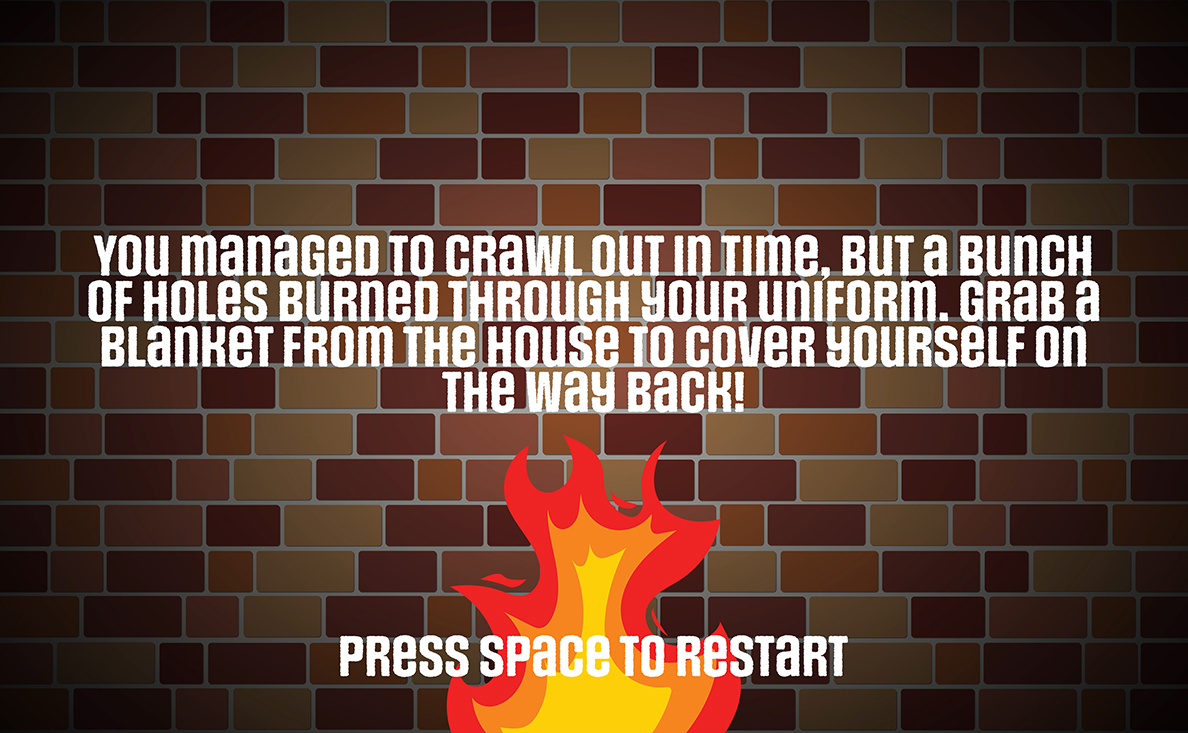 YOU MANAGED TO CRAWL OUT IN TIME, BUT A BUNCH
OF HOLES BURNED THROUGH YOUR UNIFORM. GRAB A
BLANKET FROM THE HOUSE TO COVER YOURSELF ON
THE WAY BACK!
PRESS SPACE TO RESTART